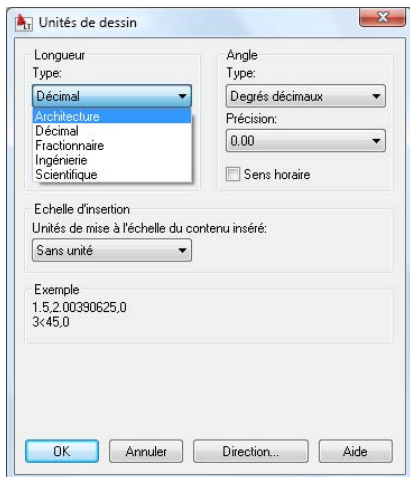 Unités de dessin
Longueur
Type:
Décimal
Architecture
Décimal
Fractionnaire
Ingénierie
Scientifique
Angle
Type:
Degrés décimaux
Précision:
0.00
Sens horaire
Echelle d'insertion
Unités de mise à l'échelle du contenu inséré:
Sans unité
Exemple
1.5,2.00390625,0
3<45,0
OK Annuler Direction... Aide